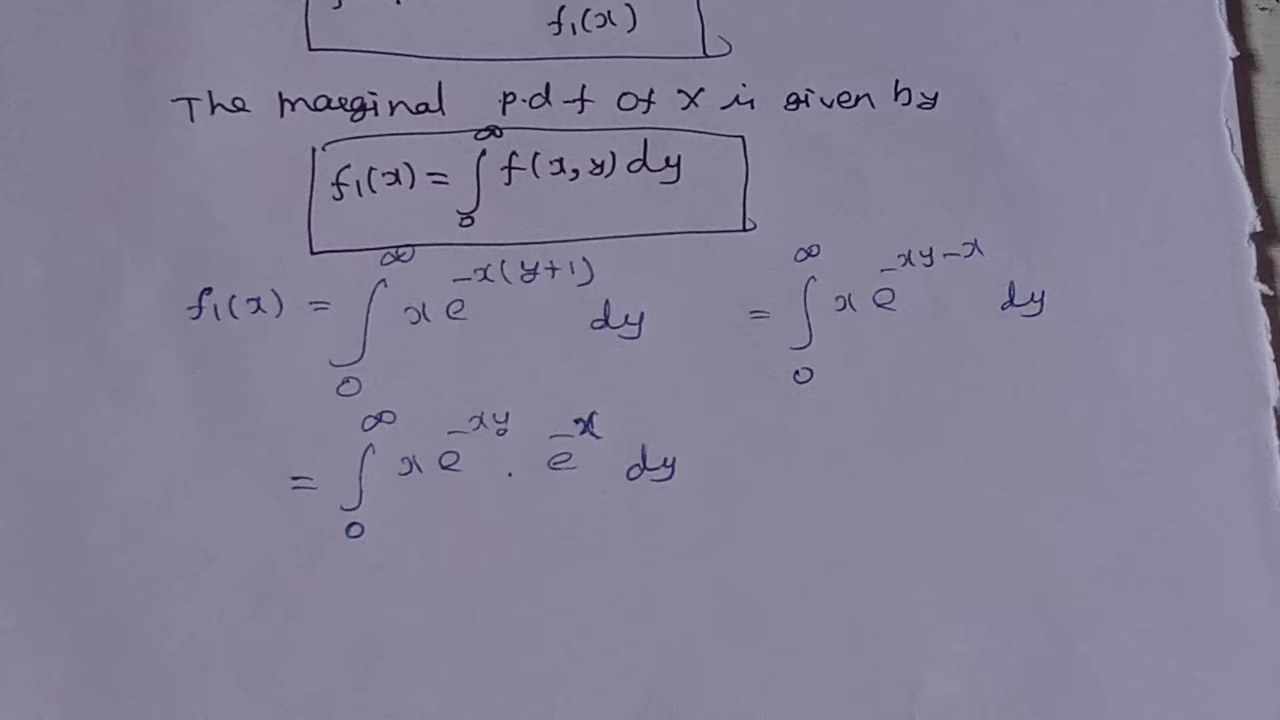 f₁(x)
The marginal p.d f of X is given by
f₁(x) = ∫₀^∞ f(x, y) dy
f₁(x) = ∫₀^∞ x e^{-x(y+1)} dy = ∫₀^∞ x e^{-xy-x} dy
= ∫₀^∞ x e^{-xy} . e^{-x} dy